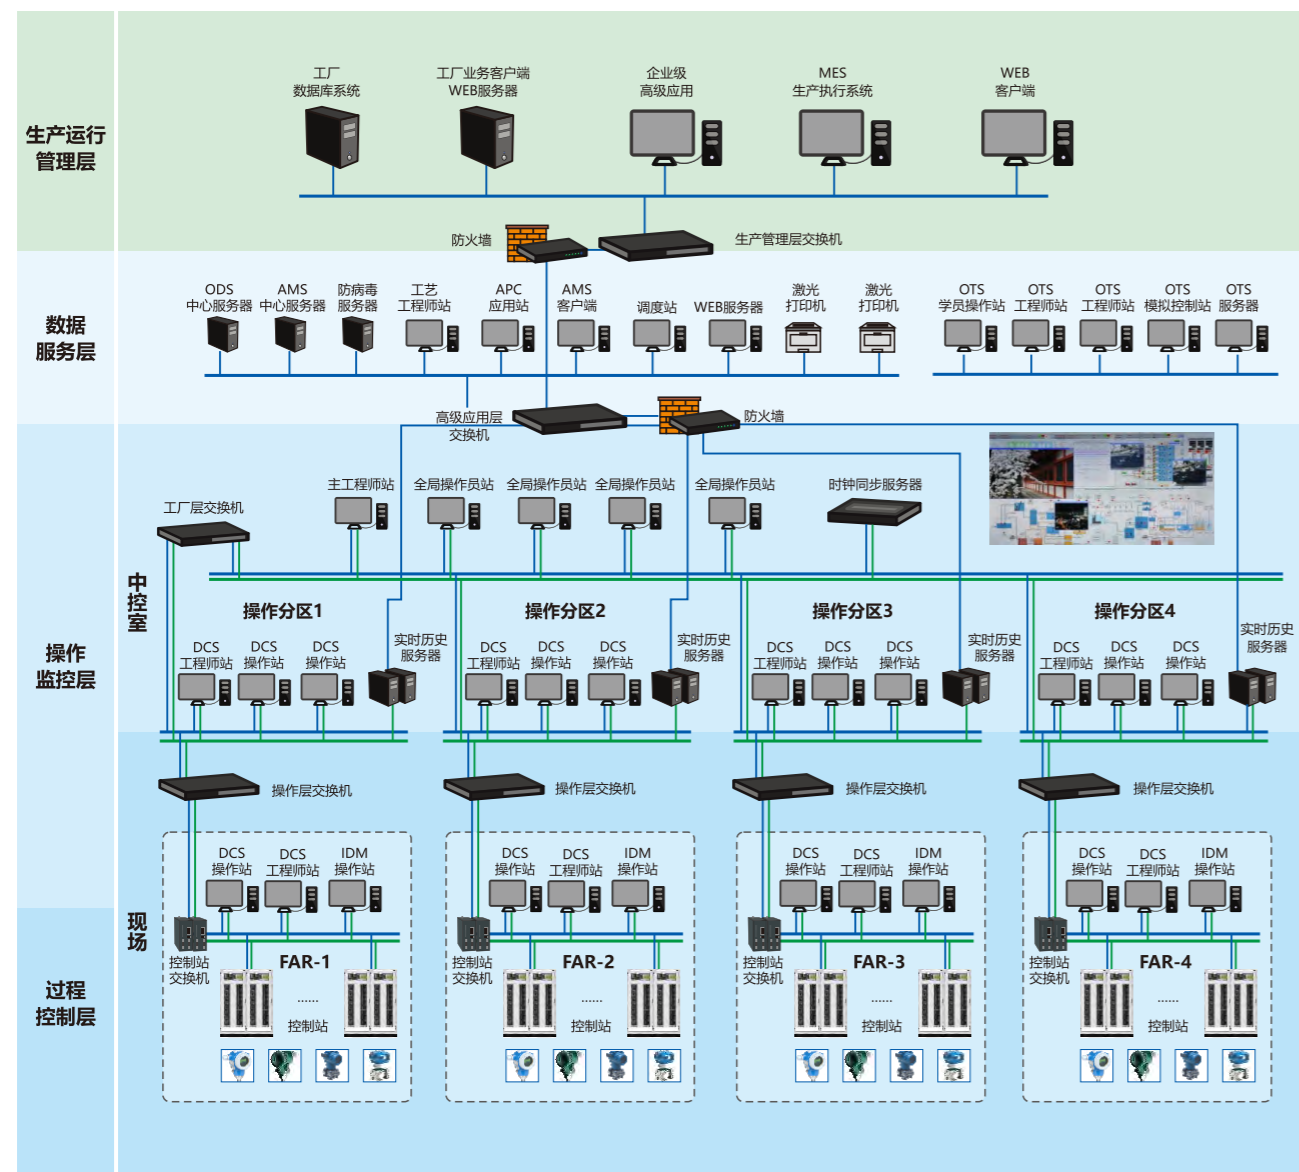 生产运行
管理层
工厂
数据库系统
工厂业务客户端
WEB服务器
企业级
高级应用
MES
生产执行系统
WEB
客户端
防火墙
生产管理层交换机
数据
服务层
ODS
中心服务器
AMS
中心服务器
防病毒
服务器
工艺
工程师站
APC
应用站
AMS
客户端
调度站
WEB服务器
激光
打印机
激光
打印机
OTS
学员操作站
OTS
工程师站
OTS
工程师站
OTS
模拟控制站
OTS
服务器
高级应用层
交换机
防火墙
操作
监控层
中控室
工厂层交换机
主工程师站
全局操作员站
全局操作员站
全局操作员站
全局操作员站
时钟同步服务器
操作分区1
DCS
工程师站
DCS
操作站
DCS
操作站
实时历史
服务器
操作分区2
DCS
工程师站
DCS
操作站
DCS
操作站
实时历史
服务器
操作分区3
DCS
工程师站
DCS
操作站
DCS
操作站
实时历史
服务器
操作分区4
DCS
工程师站
DCS
操作站
DCS
操作站
实时历史
服务器
操作层交换机
操作层交换机
操作层交换机
操作层交换机
过程
控制层
现场
DCS
操作站
DCS
工程师站
IDM
操作站
控制站
交换机
FAR-1
......
控制站
DCS
操作站
DCS
工程师站
IDM
操作站
控制站
交换机
FAR-2
......
控制站
DCS
操作站
DCS
工程师站
IDM
操作站
控制站
交换机
FAR-3
......
控制站
DCS
操作站
DCS
工程师站
IDM
操作站
控制站
交换机
FAR-4
......
控制站